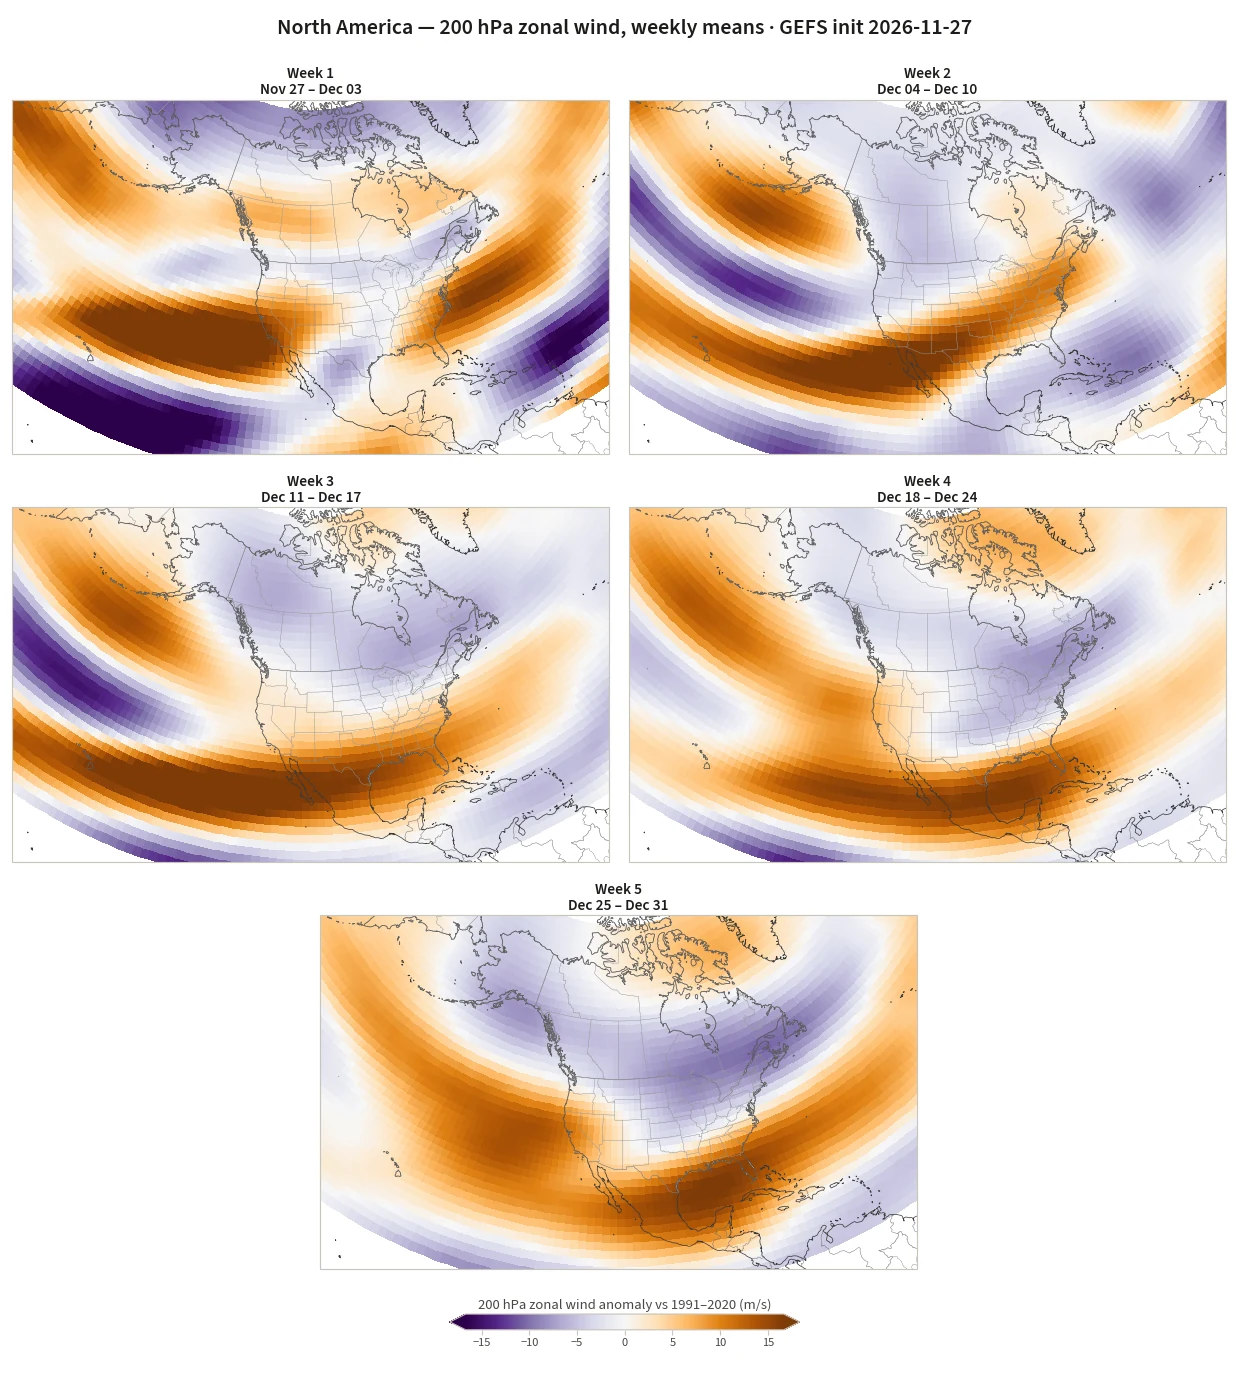 North America — 200 hPa zonal wind, weekly means · GEFS init 2026-11-27
Week 1
Nov 27 – Dec 03
Week 2
Dec 04 – Dec 10
Week 3
Dec 11 – Dec 17
Week 4
Dec 18 – Dec 24
Week 5
Dec 25 – Dec 31
200 hPa zonal wind anomaly vs 1991–2020 (m/s)
−15 −10 −5 0 5 10 15